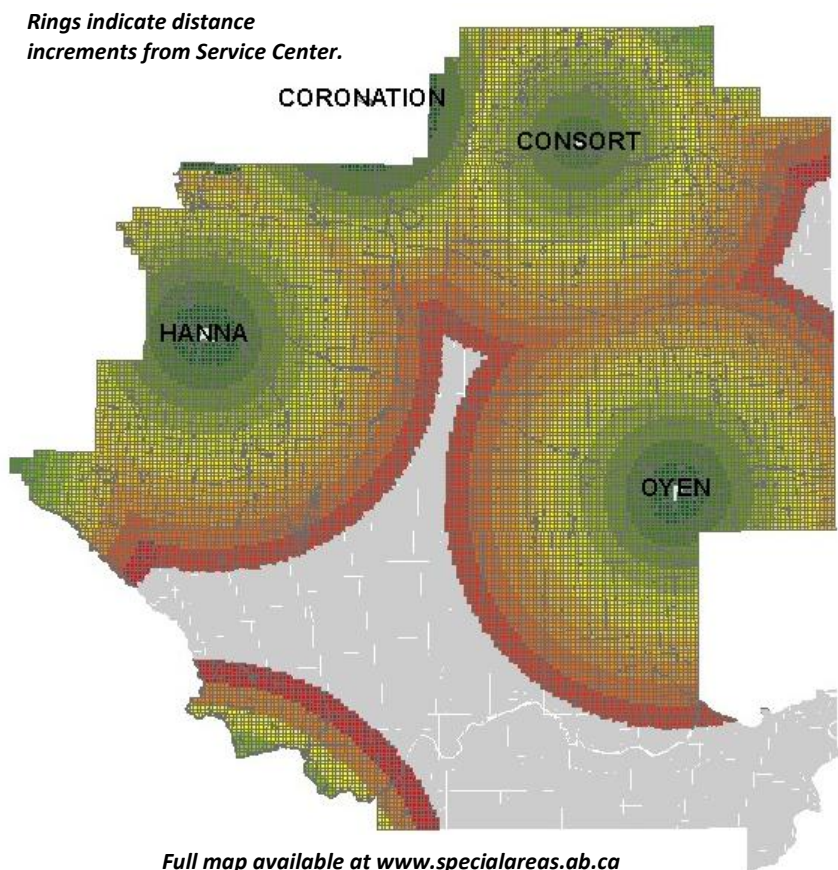 Rings indicate distance
increments from Service Center.
CORONATION
CONSORT
HANNA
OYEN
Full map available at www.specialareas.ab.ca